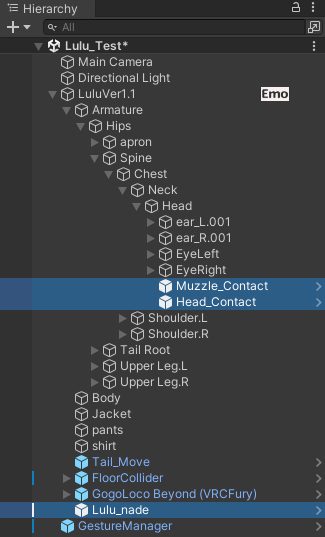 Hierarchy
All
Lulu_Test*
Main Camera
Directional Light
LuluVer1.1 Emo
Armature
Hips
apron
Spine
Chest
Neck
Head
ear_L.001
ear_R.001
EyeLeft
EyeRight
Muzzle_Contact
Head_Contact
Shoulder.L
Shoulder.R
Tail Root
Upper Leg.L
Upper Leg.R
Body
Jacket
pants
shirt
Tail_Move
FloorCollider
GogoLoco Beyond (VRCFury)
Lulu_nade
GestureManager